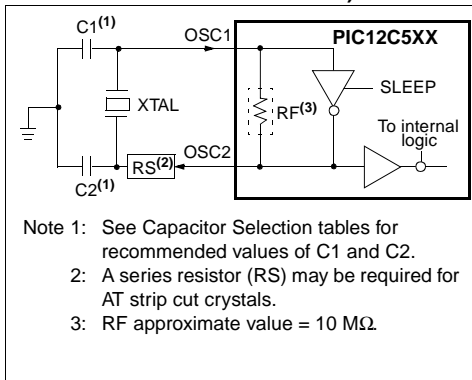 C1(1)
OSC1
PIC12C5XX
SLEEP
XTAL
RF(3)
To internal
logic
OSC2
RS(2)
C2(1)
Note 1: See Capacitor Selection tables for
recommended values of C1 and C2.
2: A series resistor (RS) may be required for
AT strip cut crystals.
3: RF approximate value = 10 MΩ.